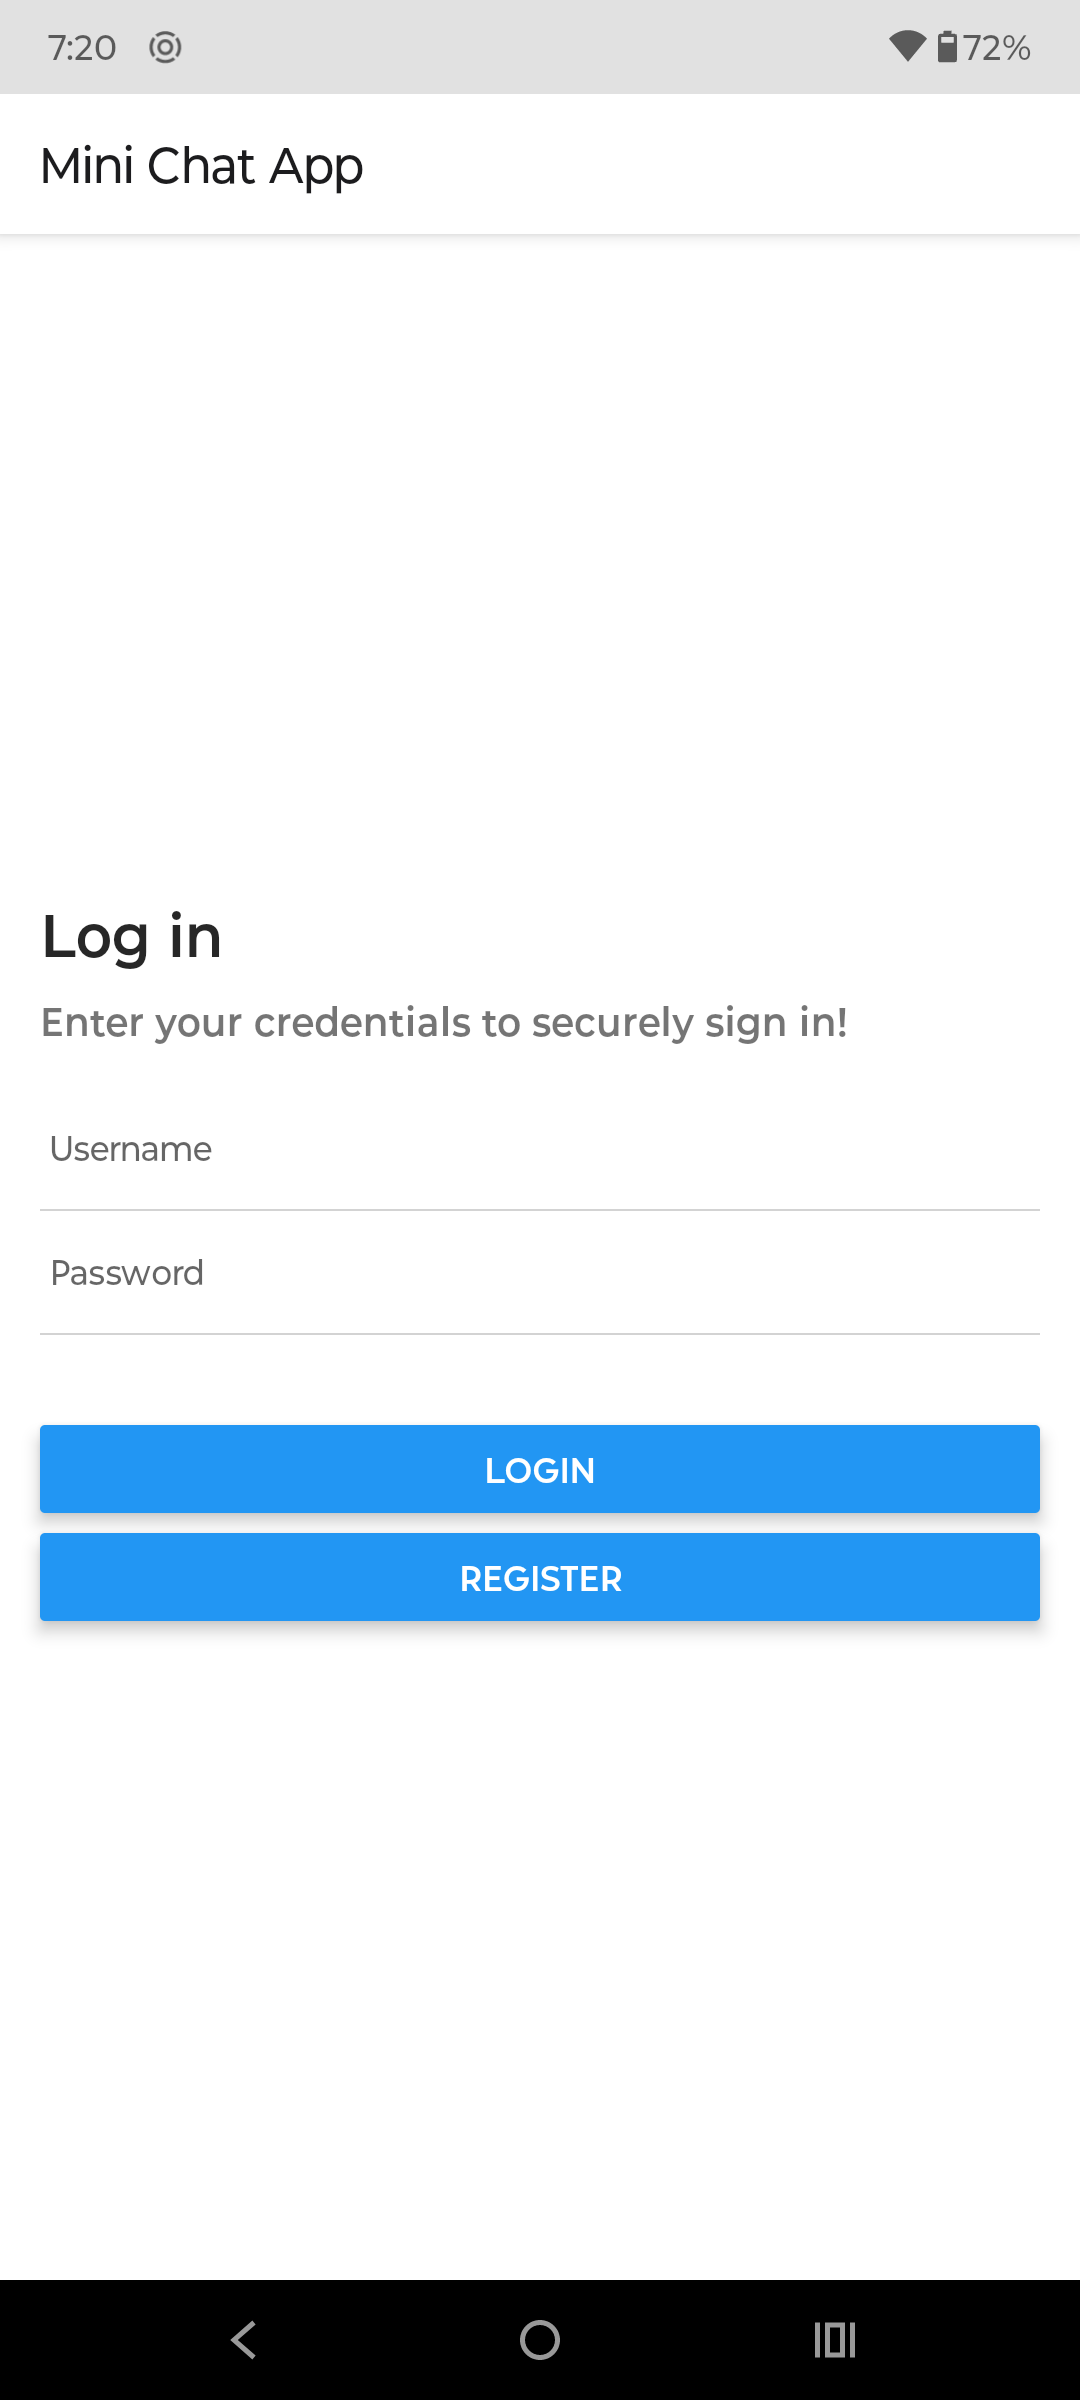 7:20 72%
Mini Chat App
Log in
Enter your credentials to securely sign in!
Username
Password
LOGIN
REGISTER